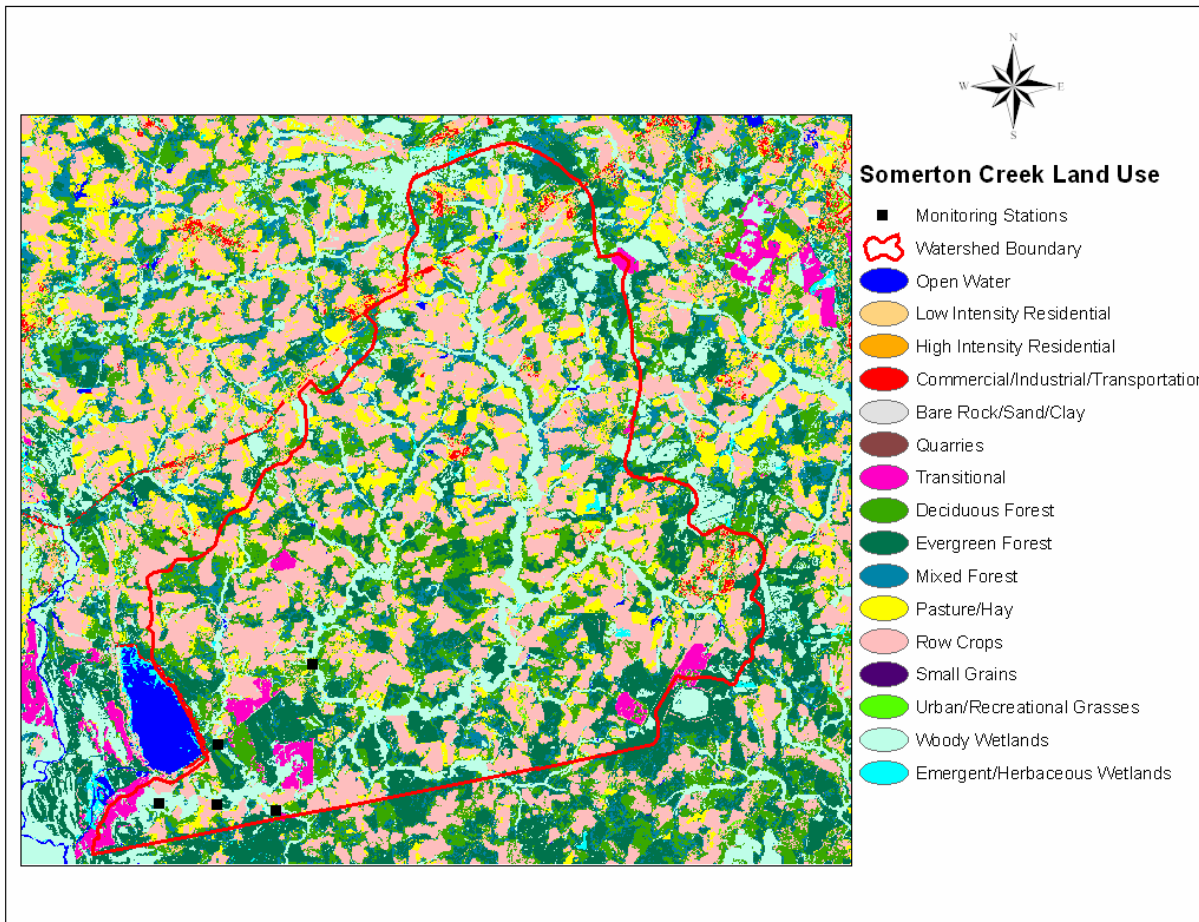 N
W E
S
Somerton Creek Land Use
Monitoring Stations
Watershed Boundary
Open Water
Low Intensity Residential
High Intensity Residential
Commercial/Industrial/Transportation
Bare Rock/Sand/Clay
Quarries
Transitional
Deciduous Forest
Evergreen Forest
Mixed Forest
Pasture/Hay
Row Crops
Small Grains
Urban/Recreational Grasses
Woody Wetlands
Emergent/Herbaceous Wetlands